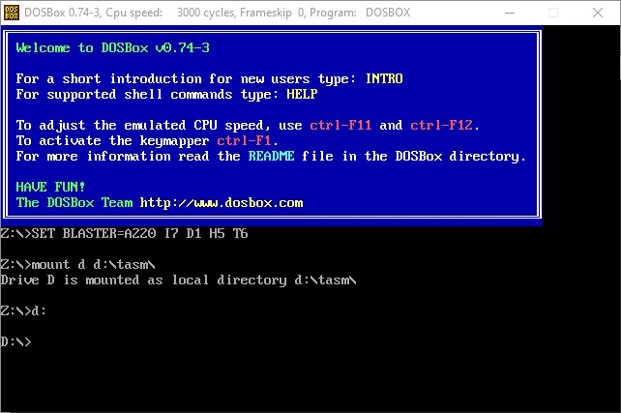 DOSBox 0.74-3, Cpu speed: 3000 cycles, Frameskip 0, Program: DOSBOX
Welcome to DOSBox v0.74-3
For a short introduction for new users type: INTRO
For supported shell commands type: HELP
To adjust the emulated CPU speed, use ctrl-F11 and ctrl-F12.
To activate the keymapper ctrl-F1.
For more information read the README file in the DOSBox directory.
HAVE FUN!
The DOSBox Team http://www.dosbox.com
Z:\>SET BLASTER=A220 I7 D1 H5 T6
Z:\>mount d d:\tasm\
Drive D is mounted as local directory d:\tasm\
Z:\>d:
D:\>